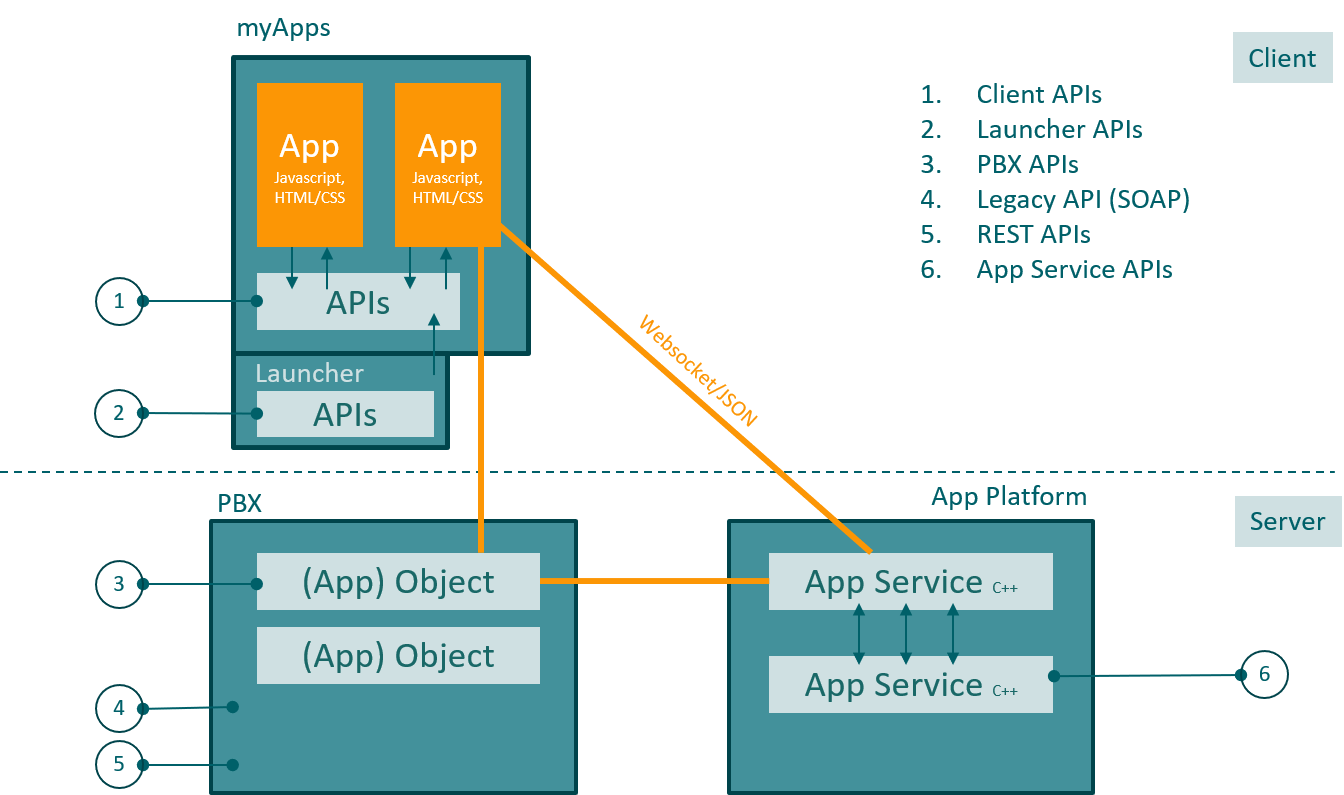 myApps
Client
App
Javascript,
HTML/CSS
App
Javascript,
HTML/CSS
1. Client APIs
2. Launcher APIs
3. PBX APIs
4. Legacy API (SOAP)
5. REST APIs
6. App Service APIs
1
APIs
Launcher
2
APIs
Websocket/JSON
PBX
App Platform
Server
3
(App) Object
App Service C++
(App) Object
App Service C++
6
4
5